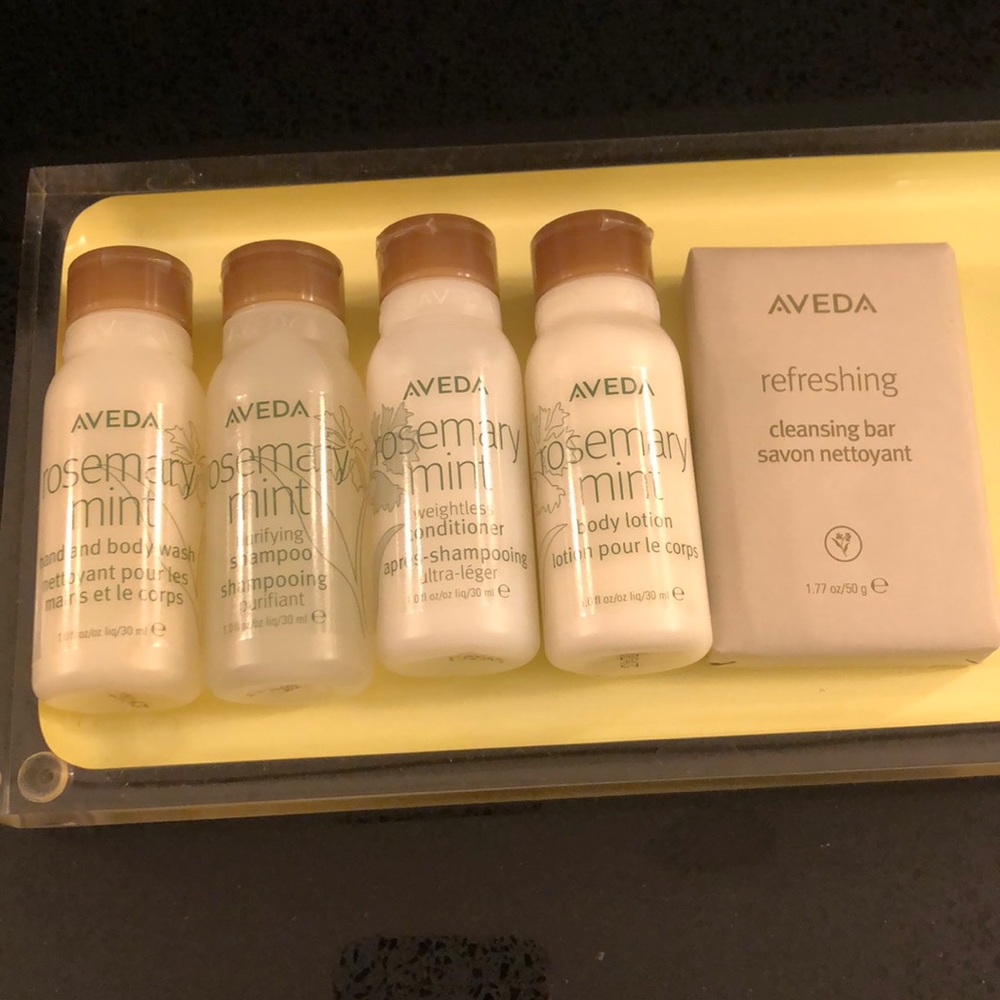 AVEDA
rosemary
mint
hand and body wash
nettoyant pour les
mains et le corps
1.0 fl oz/oz liq/30 ml e
AVEDA
rosemary
mint
purifying
shampoo
shampooing
purifiant
1.0 fl oz/oz liq/30 ml e
AVEDA
rosemary
mint
weightless
conditioner
après-shampooing
ultra-léger
1.0 fl oz/oz liq/30 ml e
AVEDA
rosemary
mint
body lotion
lotion pour le corps
1.0 fl oz/oz liq/30 ml e
AVEDA
refreshing
cleansing bar
savon nettoyant
1.77 oz/50 g e